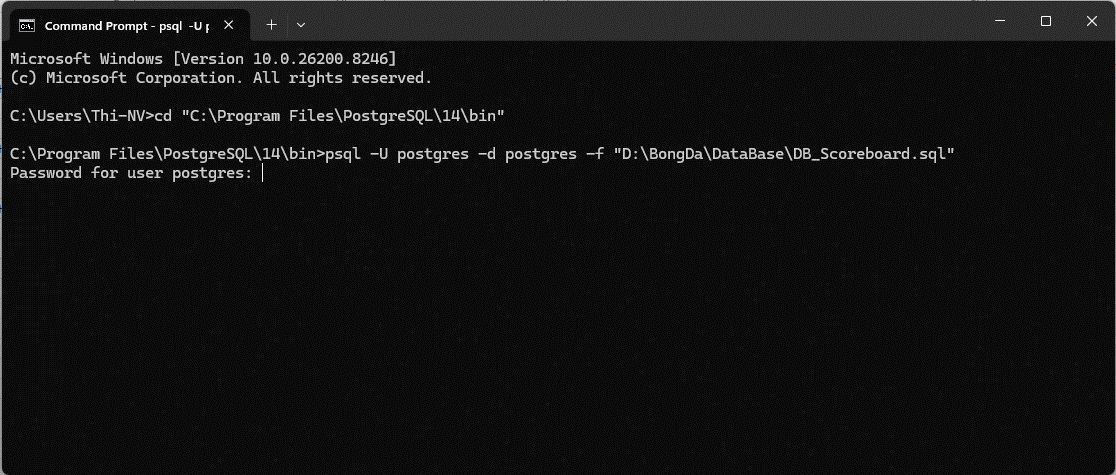 Command Prompt - psql -U p
Microsoft Windows [Version 10.0.26200.8246]
(c) Microsoft Corporation. All rights reserved.
C:\Users\Thi-NV>cd "C:\Program Files\PostgreSQL\14\bin"
C:\Program Files\PostgreSQL\14\bin>psql -U postgres -d postgres -f "D:\BongDa\DataBase\DB_Scoreboard.sql"
Password for user postgres: